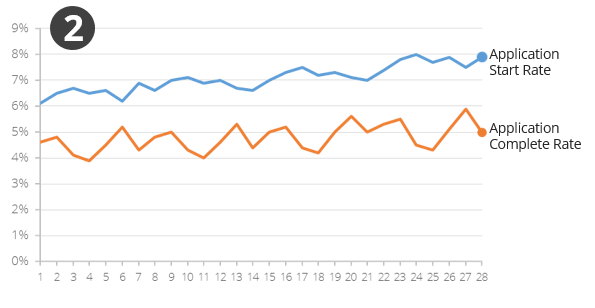 2
9%
8%
7%
6%
5%
4%
3%
2%
1%
0%
Application
Start Rate
Application
Complete Rate
1 2 3 4 5 6 7 8 9 10 11 12 13 14 15 16 17 18 19 20 21 22 23 24 25 26 27 28